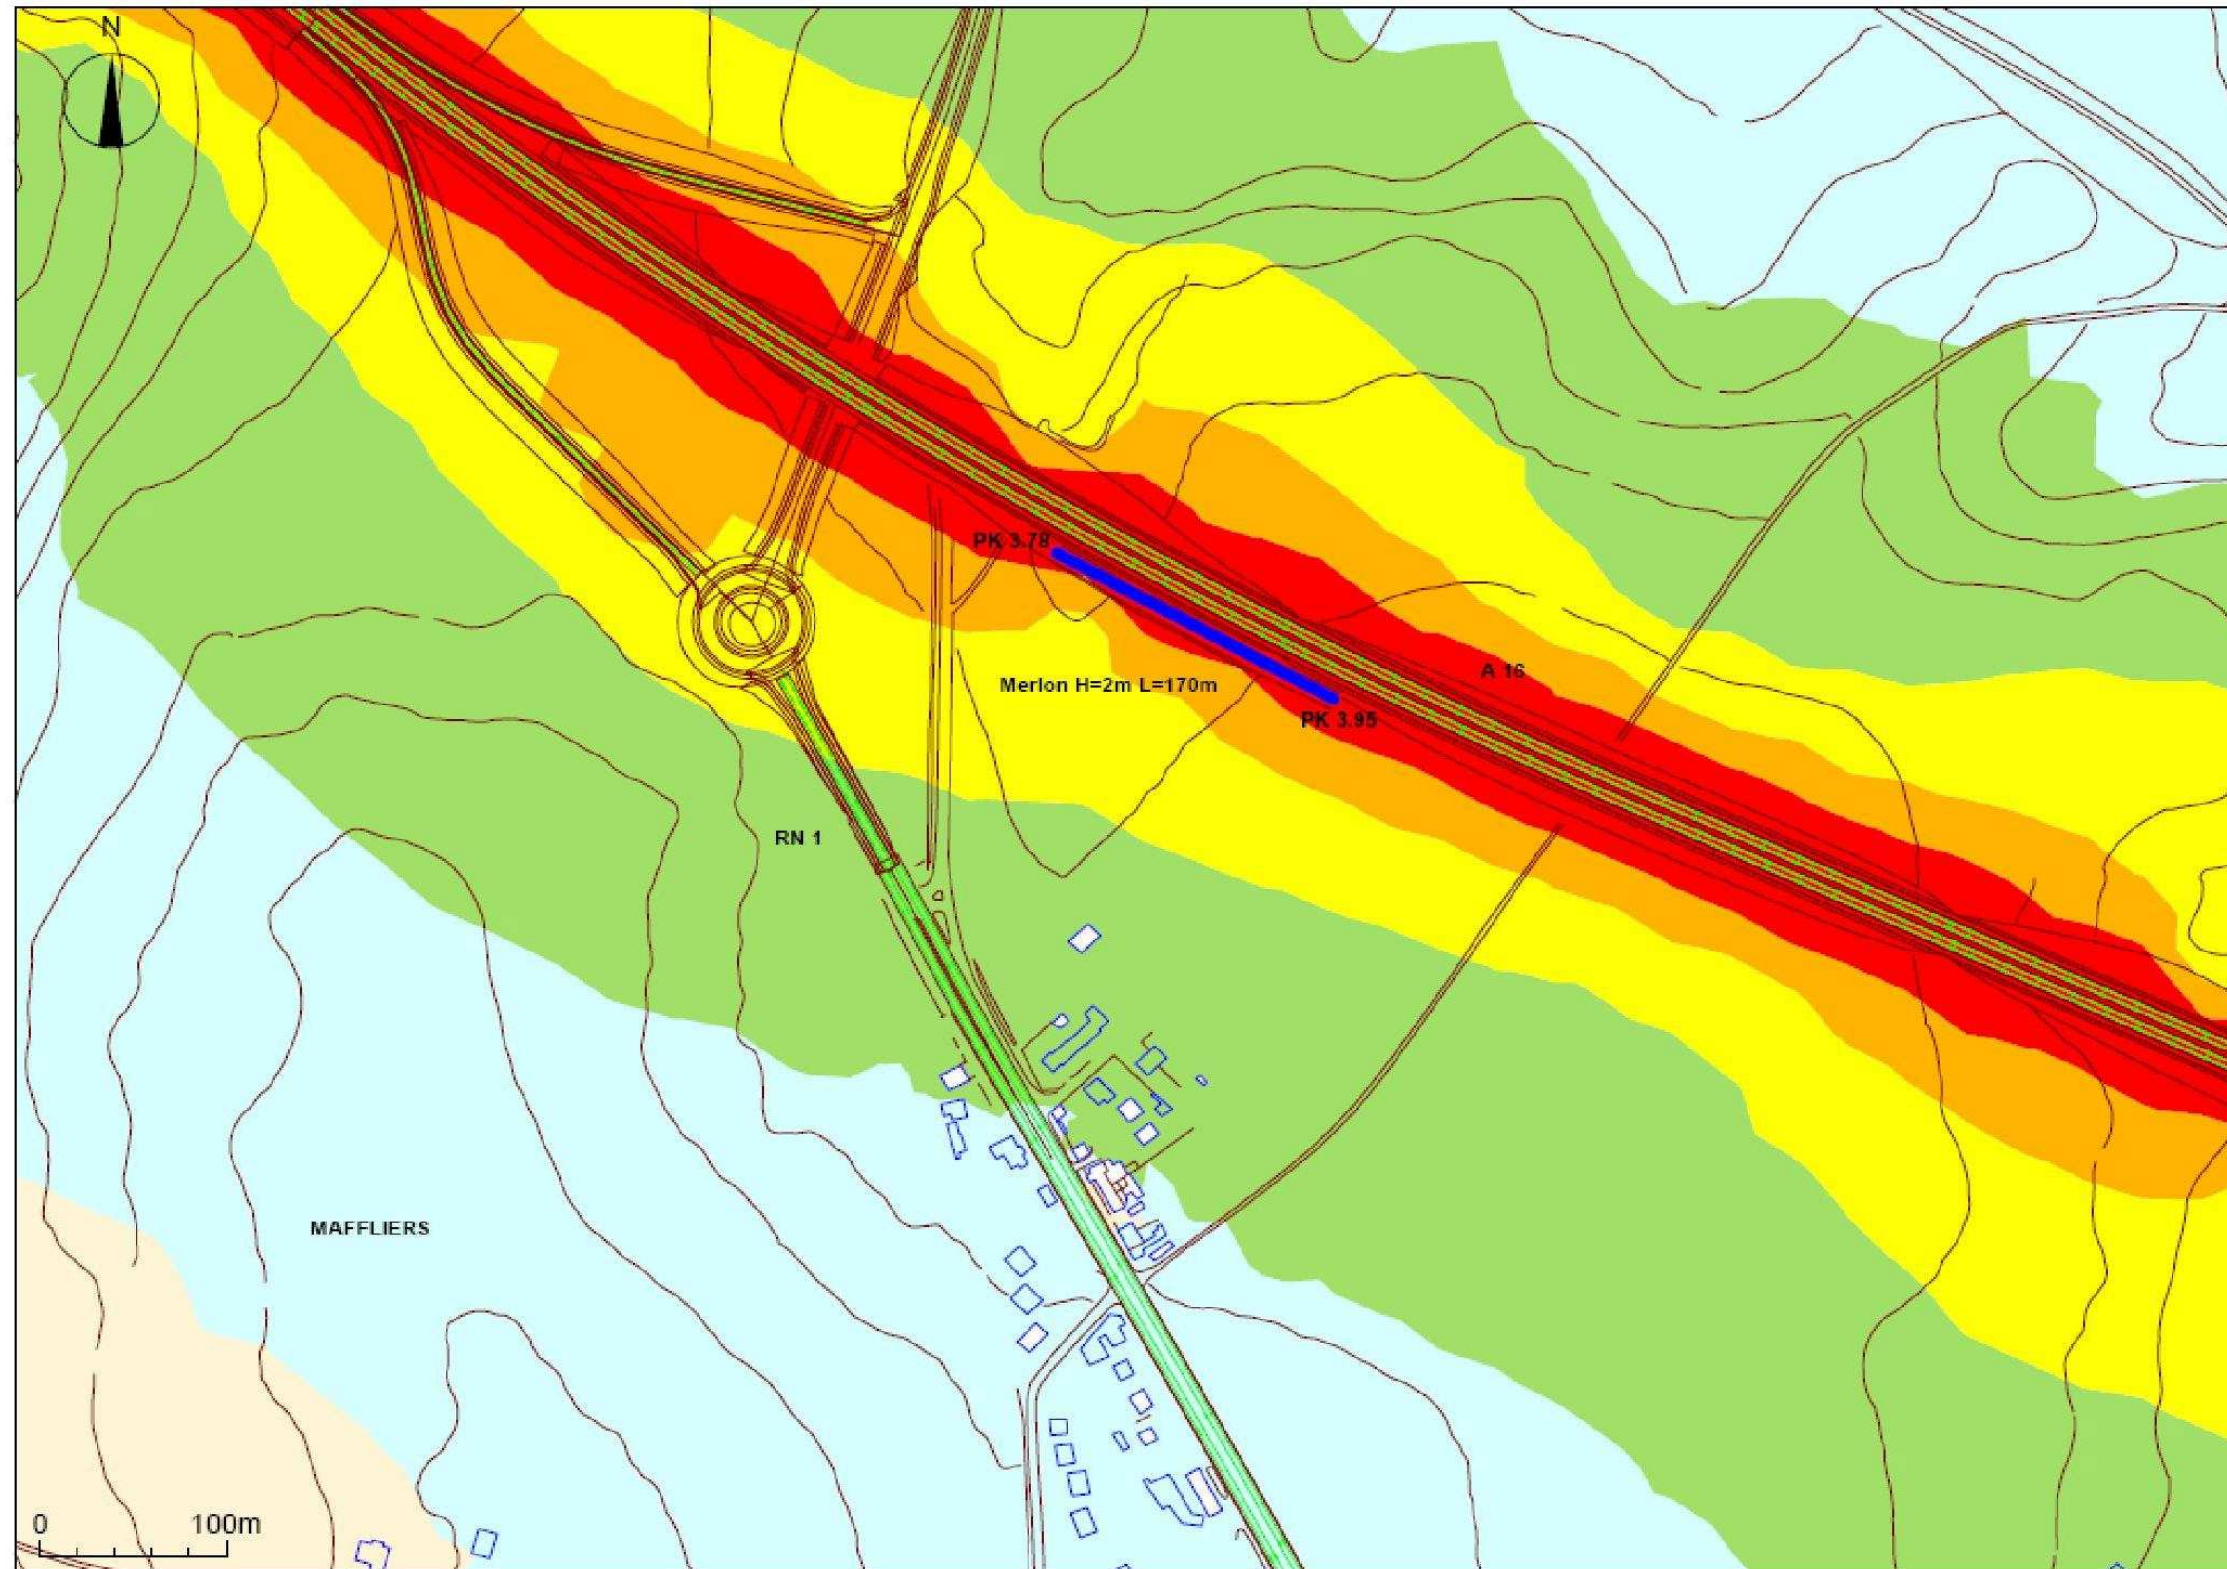 N
PK 3.78
A 16
Merlon H=2m L=170m
PK 3.95
RN 1
MAFFLIERS
0 100m